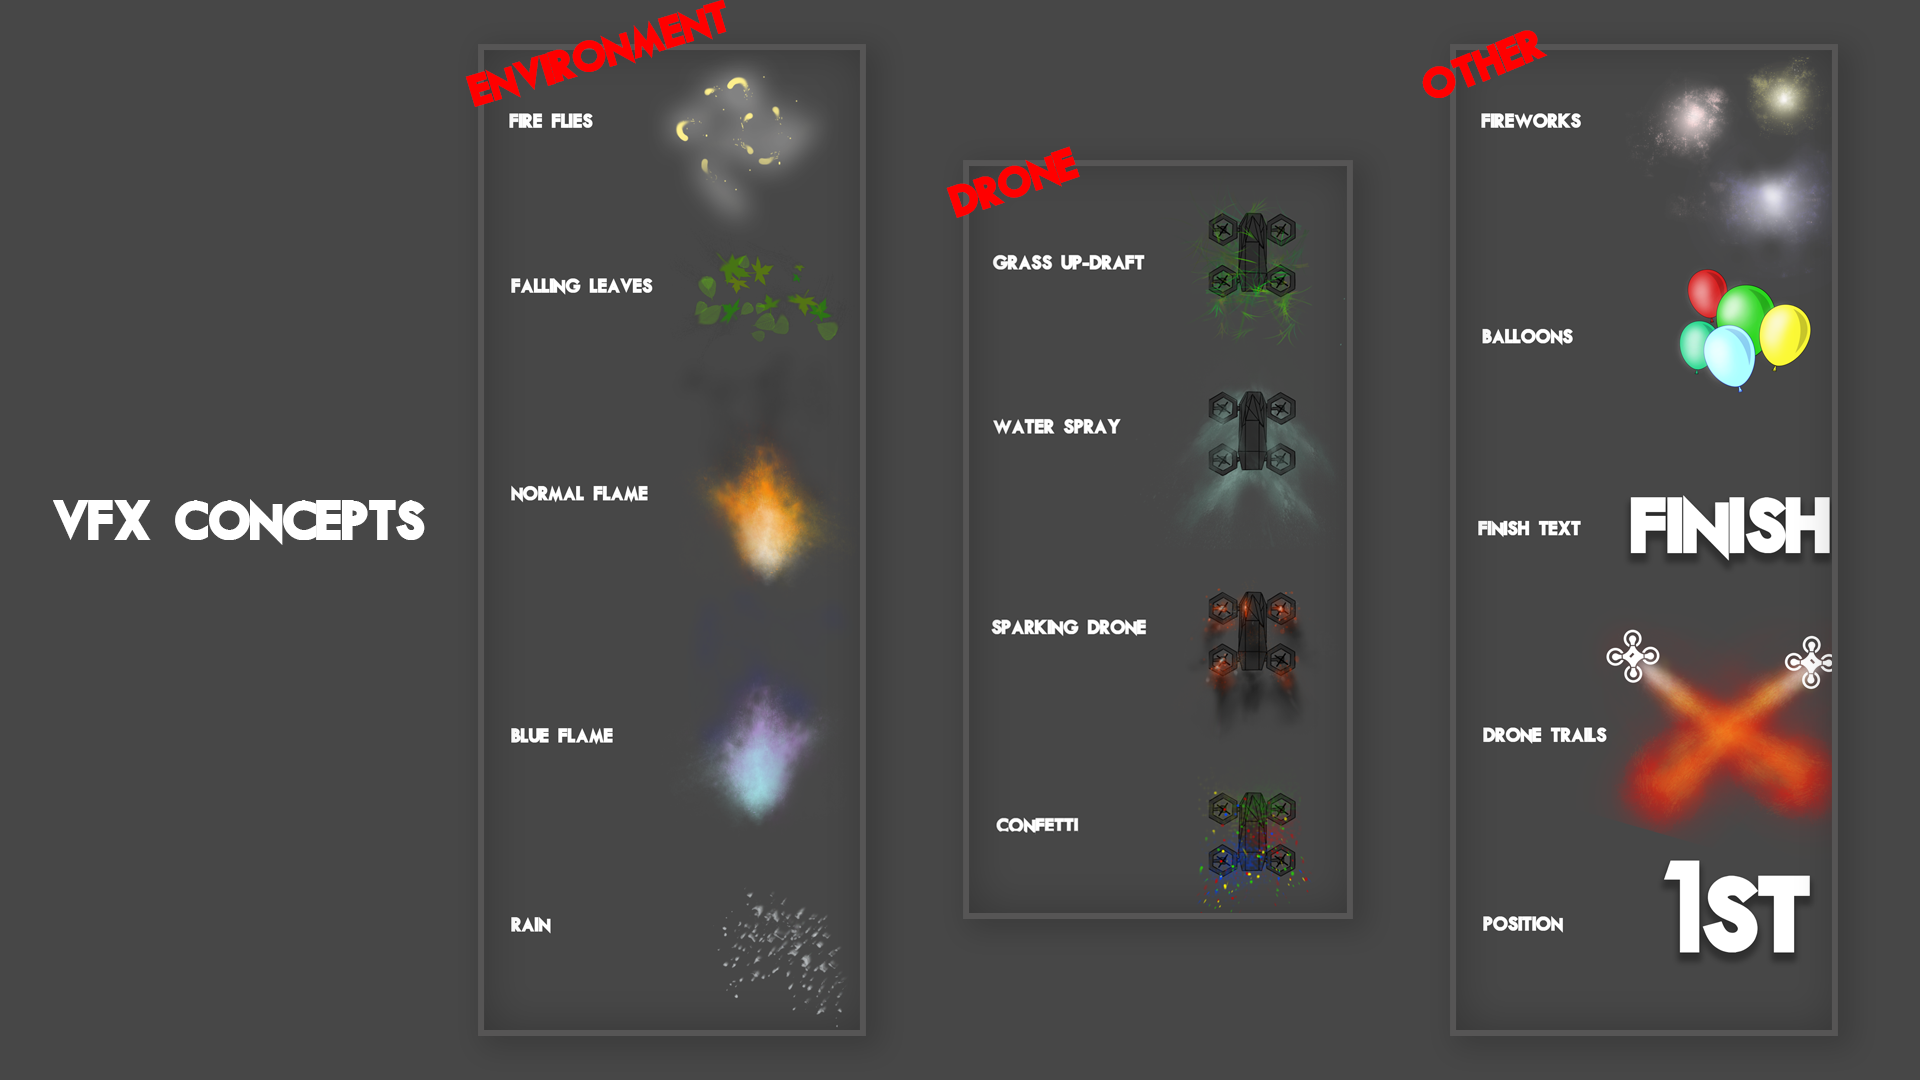 VFX CONCEPTS
ENVIRONMENT
FIRE FLIES
FALLING LEAVES
NORMAL FLAME
BLUE FLAME
RAIN
DRONE
GRASS UP-DRAFT
WATER SPRAY
SPARKING DRONE
CONFETTI
OTHER
FIREWORKS
BALLOONS
FINISH TEXT
FINISH
DRONE TRAILS
POSITION
1ST